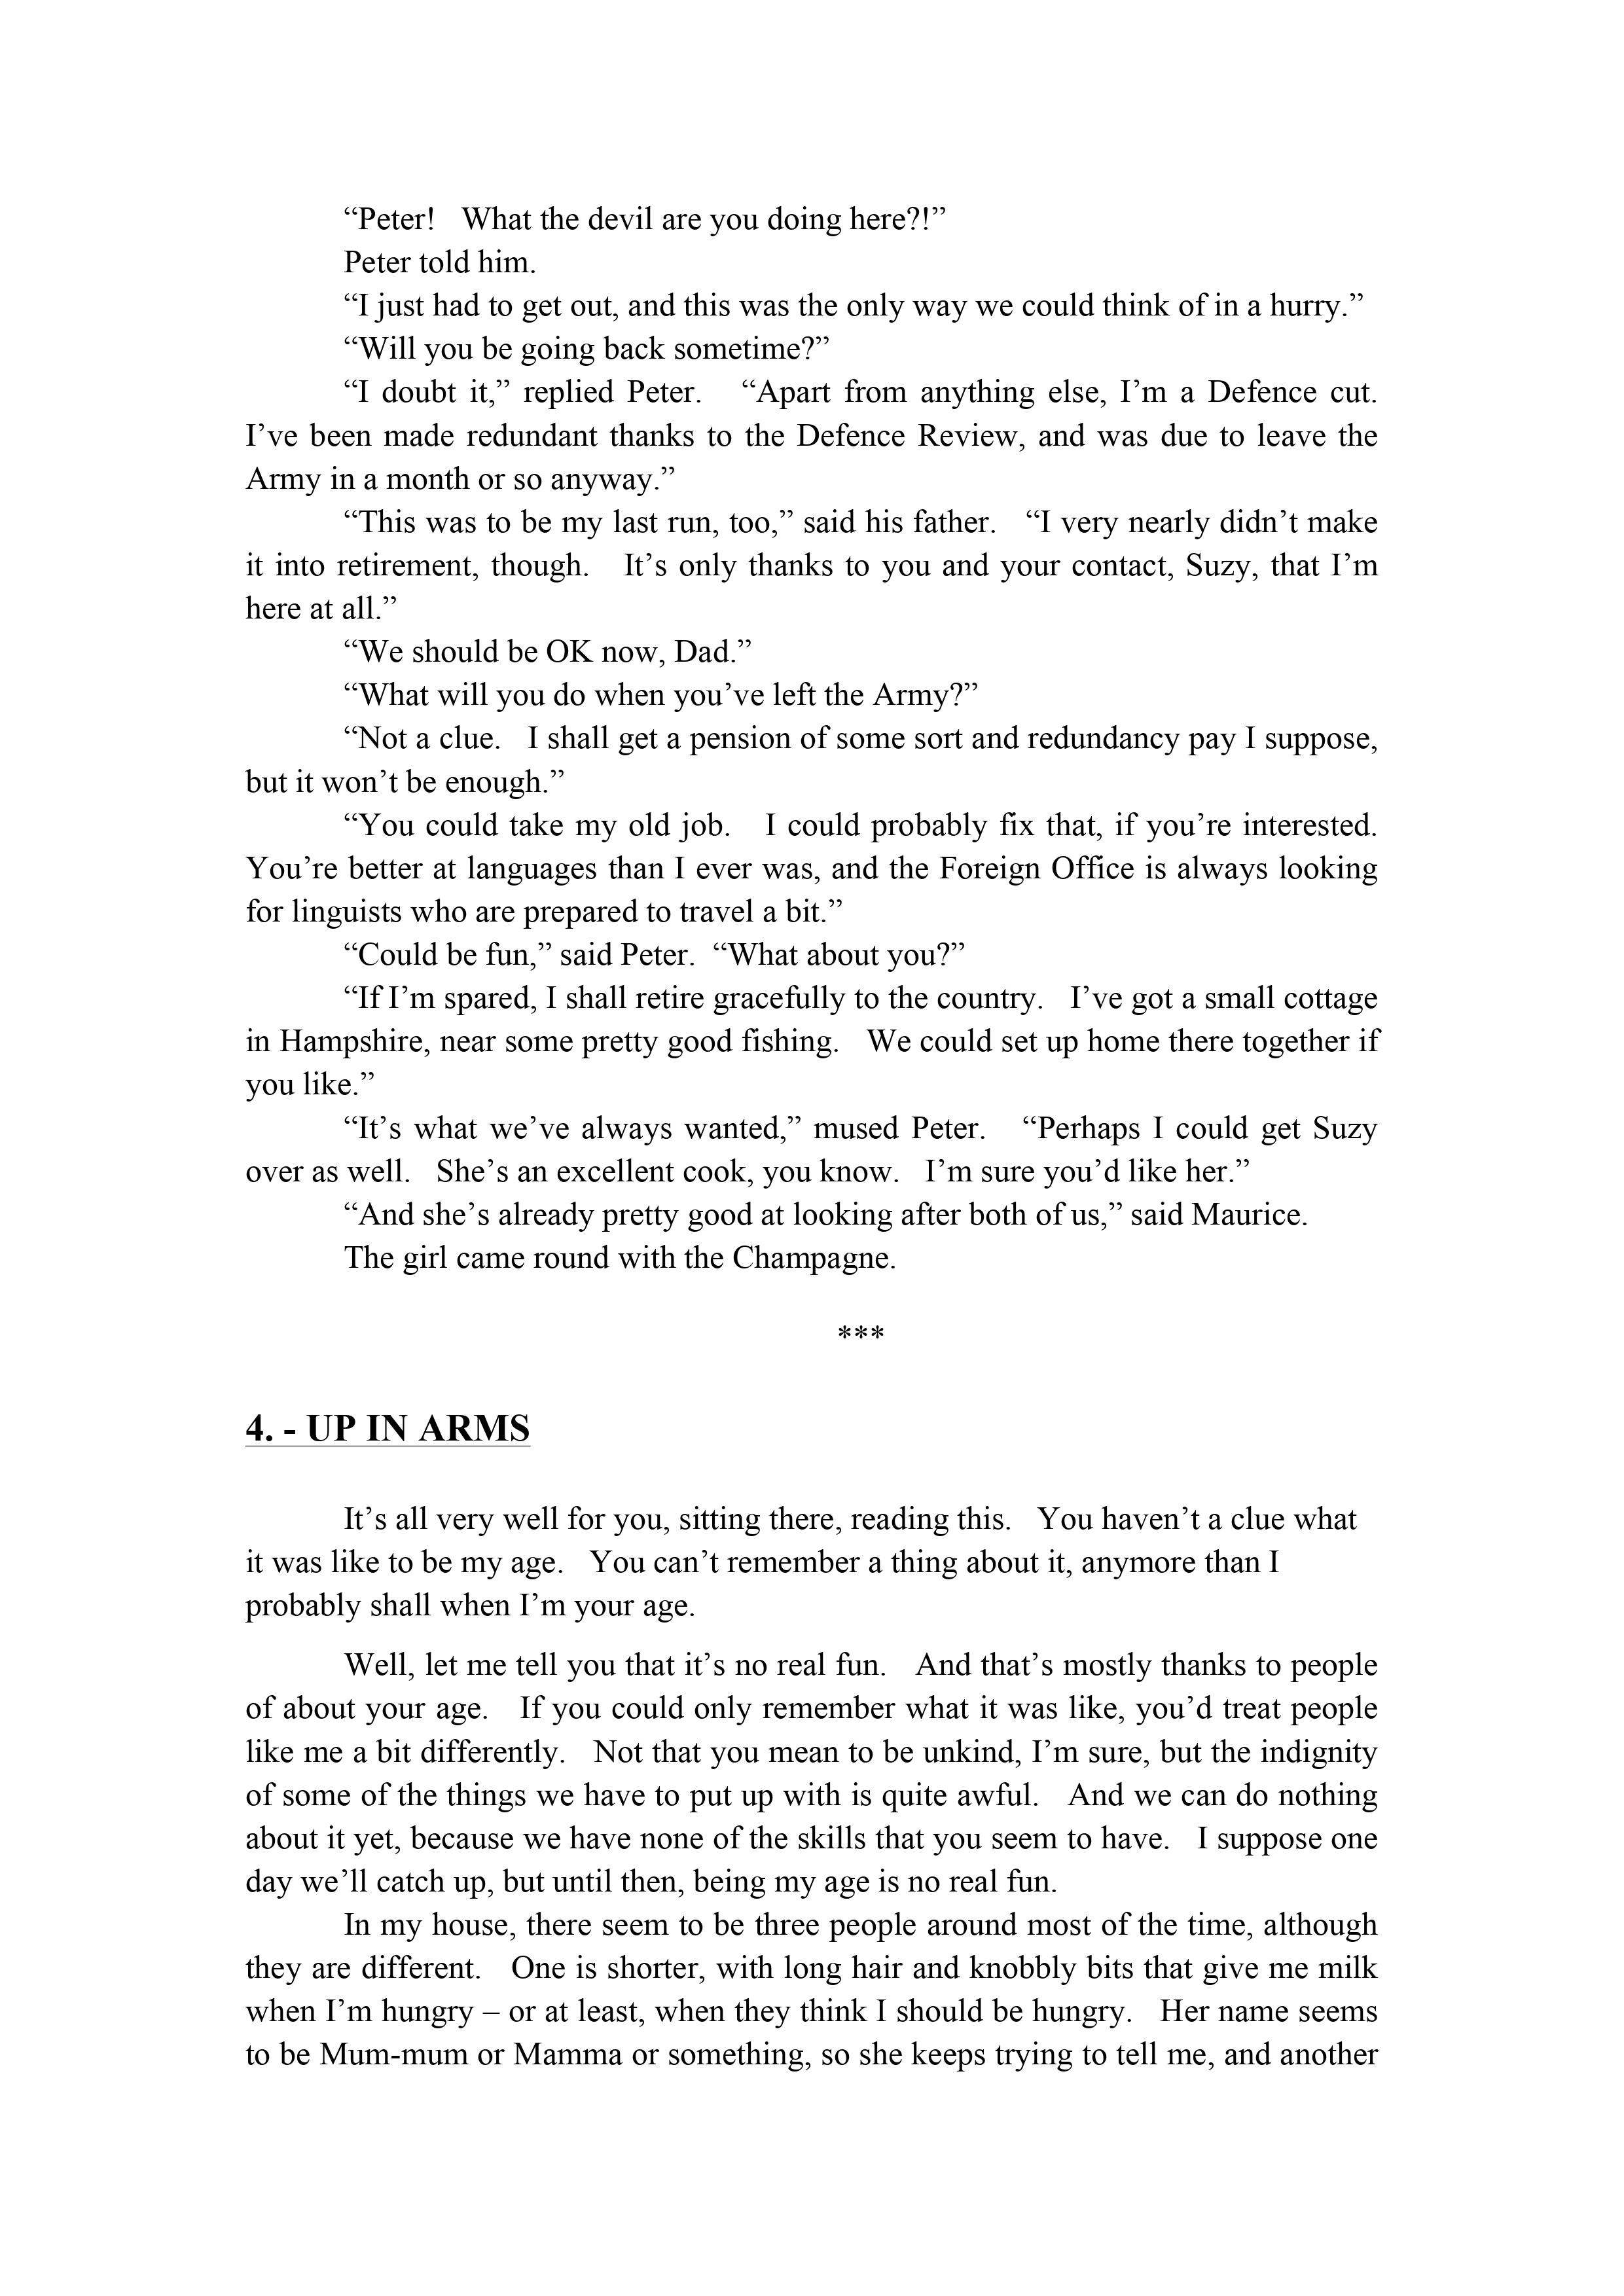 “Peter!   What the devil are you doing here?!”
Peter told him.
“I just had to get out, and this was the only way we could think of in a hurry.”
“Will you be going back sometime?”
“I doubt it,” replied Peter.   “Apart from anything else, I’m a Defence cut.
I’ve been made redundant thanks to the Defence Review, and was due to leave the
Army in a month or so anyway.”
“This was to be my last run, too,” said his father.   “I very nearly didn’t make
it into retirement, though.   It’s only thanks to you and your contact, Suzy, that I’m
here at all.”
“We should be OK now, Dad.”
“What will you do when you’ve left the Army?”
“Not a clue.   I shall get a pension of some sort and redundancy pay I suppose,
but it won’t be enough.”
“You could take my old job.   I could probably fix that, if you’re interested.
You’re better at languages than I ever was, and the Foreign Office is always looking
for linguists who are prepared to travel a bit.”
“Could be fun,” said Peter.  “What about you?”
“If I’m spared, I shall retire gracefully to the country.   I’ve got a small cottage
in Hampshire, near some pretty good fishing.   We could set up home there together if
you like.”
“It’s what we’ve always wanted,” mused Peter.   “Perhaps I could get Suzy
over as well.   She’s an excellent cook, you know.   I’m sure you’d like her.”
“And she’s already pretty good at looking after both of us,” said Maurice.
The girl came round with the Champagne.
***
4. - UP IN ARMS
It’s all very well for you, sitting there, reading this.   You haven’t a clue what
it was like to be my age.   You can’t remember a thing about it, anymore than I
probably shall when I’m your age.
Well, let me tell you that it’s no real fun.   And that’s mostly thanks to people
of about your age.   If you could only remember what it was like, you’d treat people
like me a bit differently.   Not that you mean to be unkind, I’m sure, but the indignity
of some of the things we have to put up with is quite awful.   And we can do nothing
about it yet, because we have none of the skills that you seem to have.   I suppose one
day we’ll catch up, but until then, being my age is no real fun.
In my house, there seem to be three people around most of the time, although
they are different.   One is shorter, with long hair and knobbly bits that give me milk
when I’m hungry – or at least, when they think I should be hungry.   Her name seems
to be Mum-mum or Mamma or something, so she keeps trying to tell me, and another